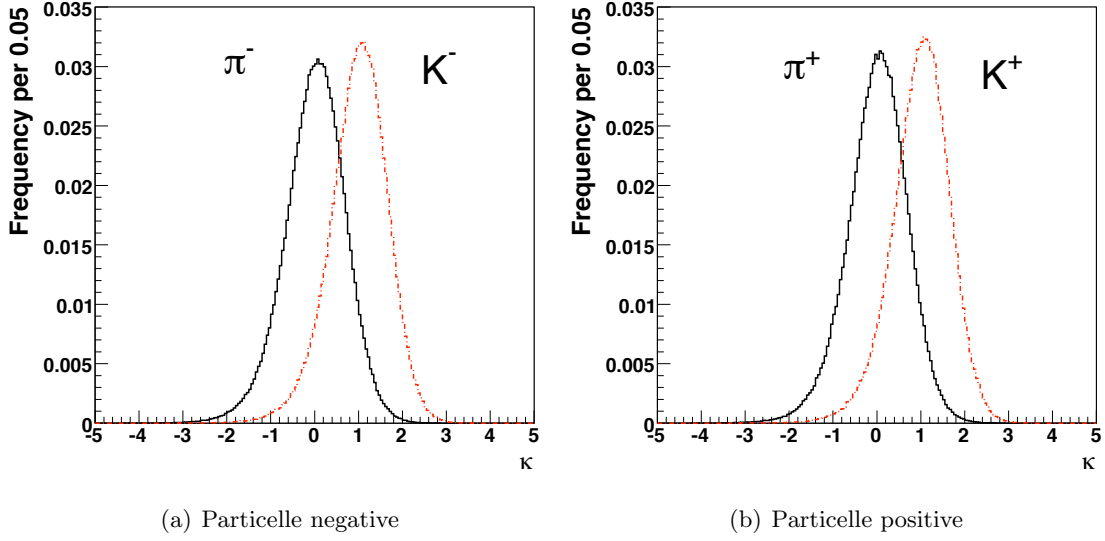 Frequency per 0.05
0.035
0.03
0.025
0.02
0.015
0.01
0.005
0
-5 -4 -3 -2 -1 0 1 2 3 4 5
κ
π⁻
K⁻
(a) Particelle negative
Frequency per 0.05
0.035
0.03
0.025
0.02
0.015
0.01
0.005
0
-5 -4 -3 -2 -1 0 1 2 3 4 5
κ
π⁺
K⁺
(b) Particelle positive